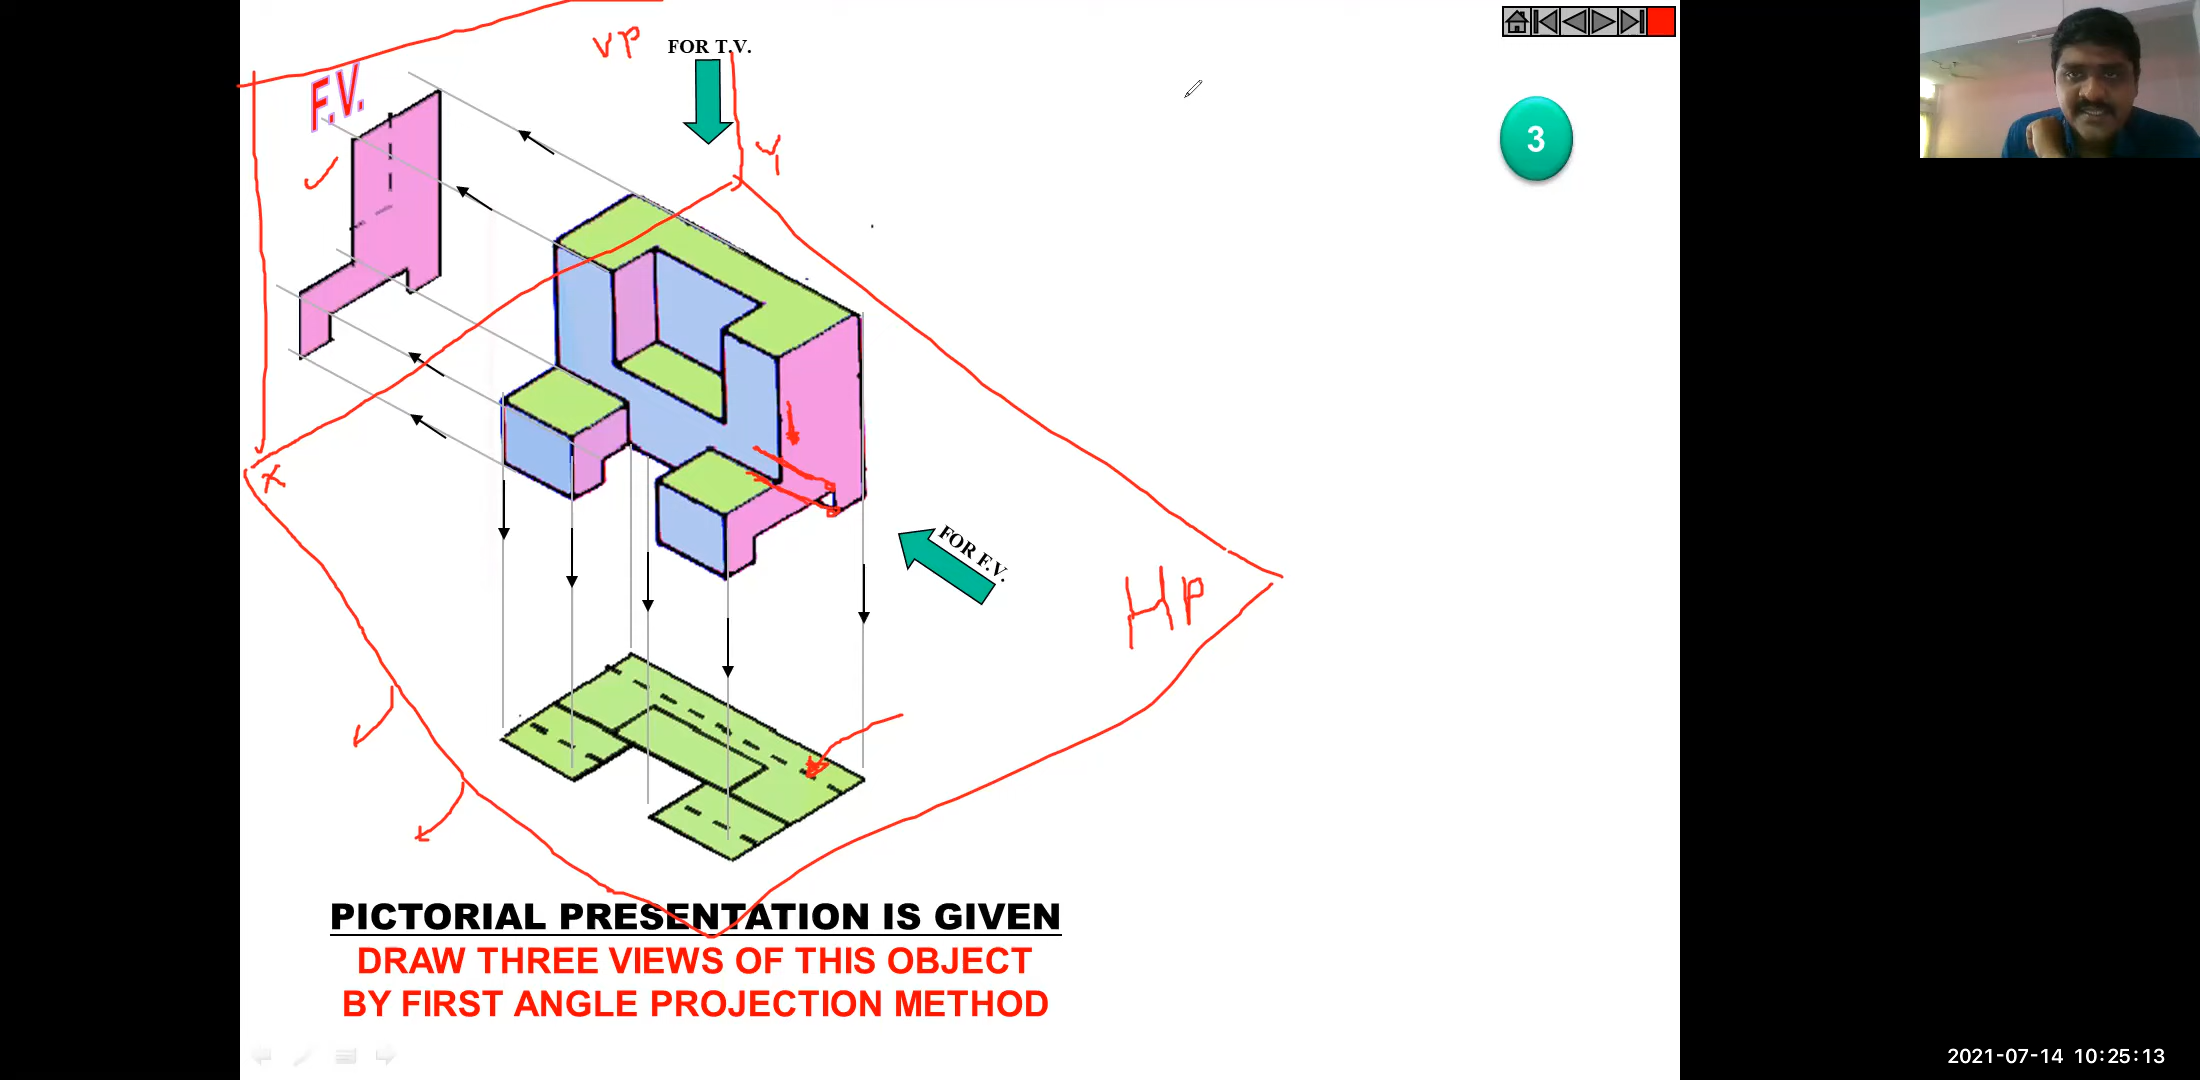 VP
FOR T.V.
F.V.
Y
3
X
FOR F.V.
HP
PICTORIAL PRESENTATION IS GIVEN
DRAW THREE VIEWS OF THIS OBJECT
BY FIRST ANGLE PROJECTION METHOD
2021-07-14 10:25:13